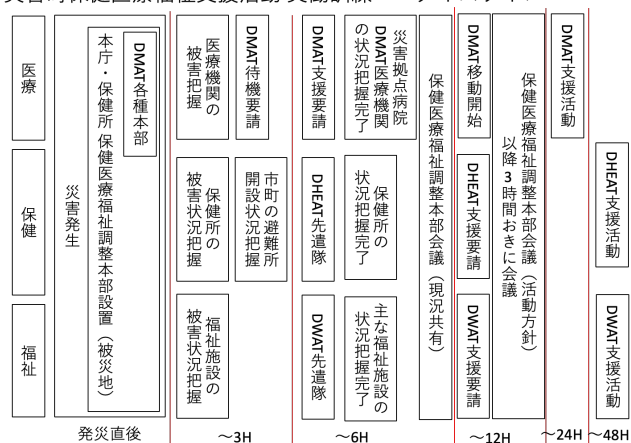 医療
保健
福祉
災害発生
本庁・保健所 保健医療福祉調整本部設置（被災地）
DMAT各種本部
発災直後
医療機関の
被害把握
DMAT待機要請
保健所の
被害状況把握
市町の避難所
開設状況把握
福祉施設の
被害状況把握
～3H
DMAT支援要請
災害拠点病院
DMAT医療機関
の状況把握完了
DHEAT先遣隊
保健所の
状況把握完了
DWAT先遣隊
主な福祉施設の
状況把握完了
保健医療福祉調整本部会議（現況共有）
～6H
DMAT移動開始
DHEAT支援要請
DWAT支援要請
保健医療福祉調整本部会議（活動方針）
以降3時間おきに会議
～12H
DMAT支援活動
～24H
DHEAT支援活動
DWAT支援活動
～48H